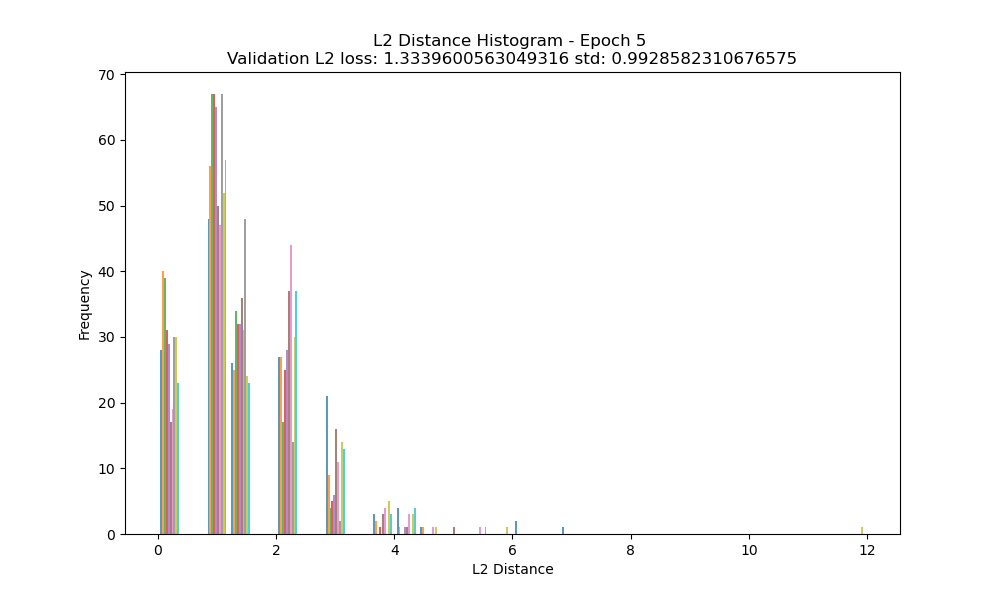 L2 Distance Histogram - Epoch 5
Validation L2 loss: 1.3339600563049316 std: 0.9928582310676575
70
60
50
40
30
20
10
0
Frequency
0 2 4 6 8 10 12
L2 Distance